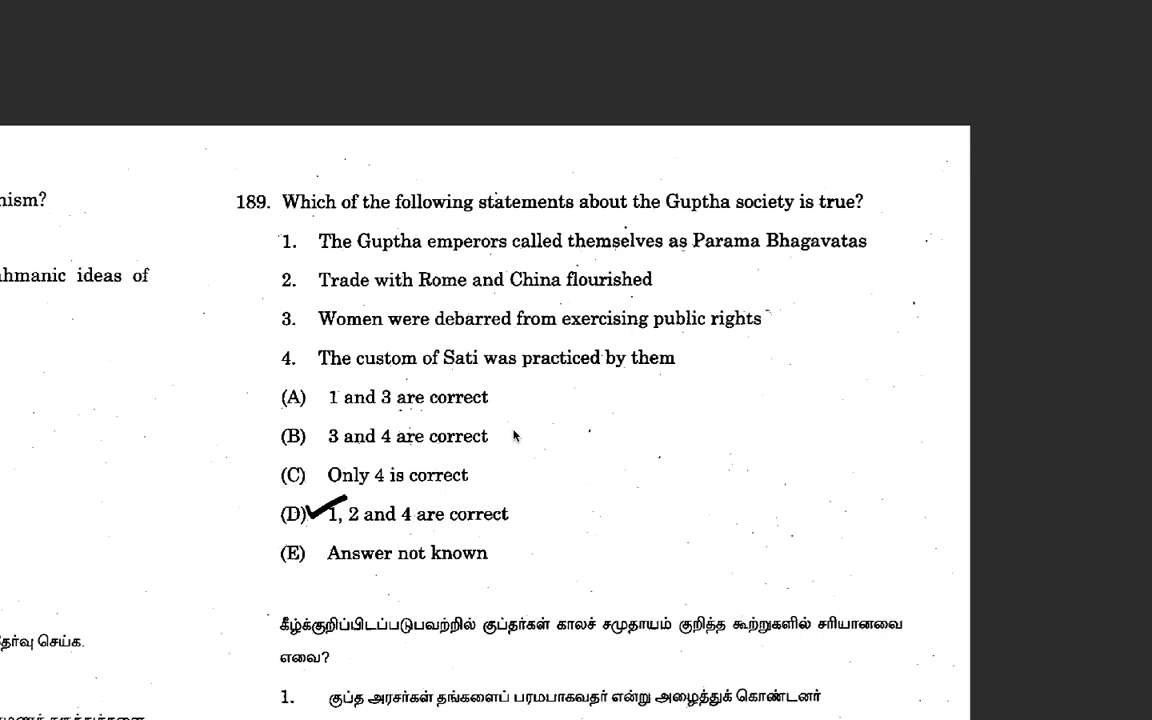 nism?
ahmanic ideas of
தேர்வு செய்க.
189. Which of the following statements about the Guptha society is true?
1. The Guptha emperors called themselves as Parama Bhagavatas
2. Trade with Rome and China flourished
3. Women were debarred from exercising public rights
4. The custom of Sati was practiced by them
(A) 1 and 3 are correct
(B) 3 and 4 are correct
(C) Only 4 is correct
(D) 1, 2 and 4 are correct
(E) Answer not known
கீழ்க்குறிப்பிடப்படுபவற்றில் குப்தர்கள் காலச் சமுதாயம் குறித்த கூற்றுகளில் சரியானவை
எவை?
1. குப்த அரசர்கள் தங்களைப் பரமபாகவதர் என்று அழைத்துக் கொண்டனர்